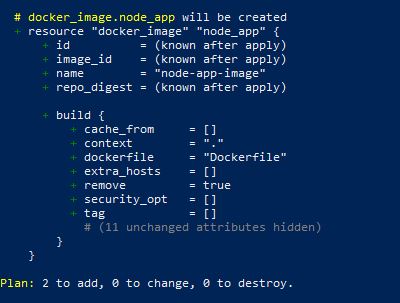 # docker_image.node_app will be created
+ resource "docker_image" "node_app" {
+ id = (known after apply)
+ image_id = (known after apply)
+ name = "node-app-image"
+ repo_digest = (known after apply)
+ build {
+ cache_from = []
+ context = "."
+ dockerfile = "Dockerfile"
+ extra_hosts = []
+ remove = true
+ security_opt = []
+ tag = []
# (11 unchanged attributes hidden)
}
}
Plan: 2 to add, 0 to change, 0 to destroy.